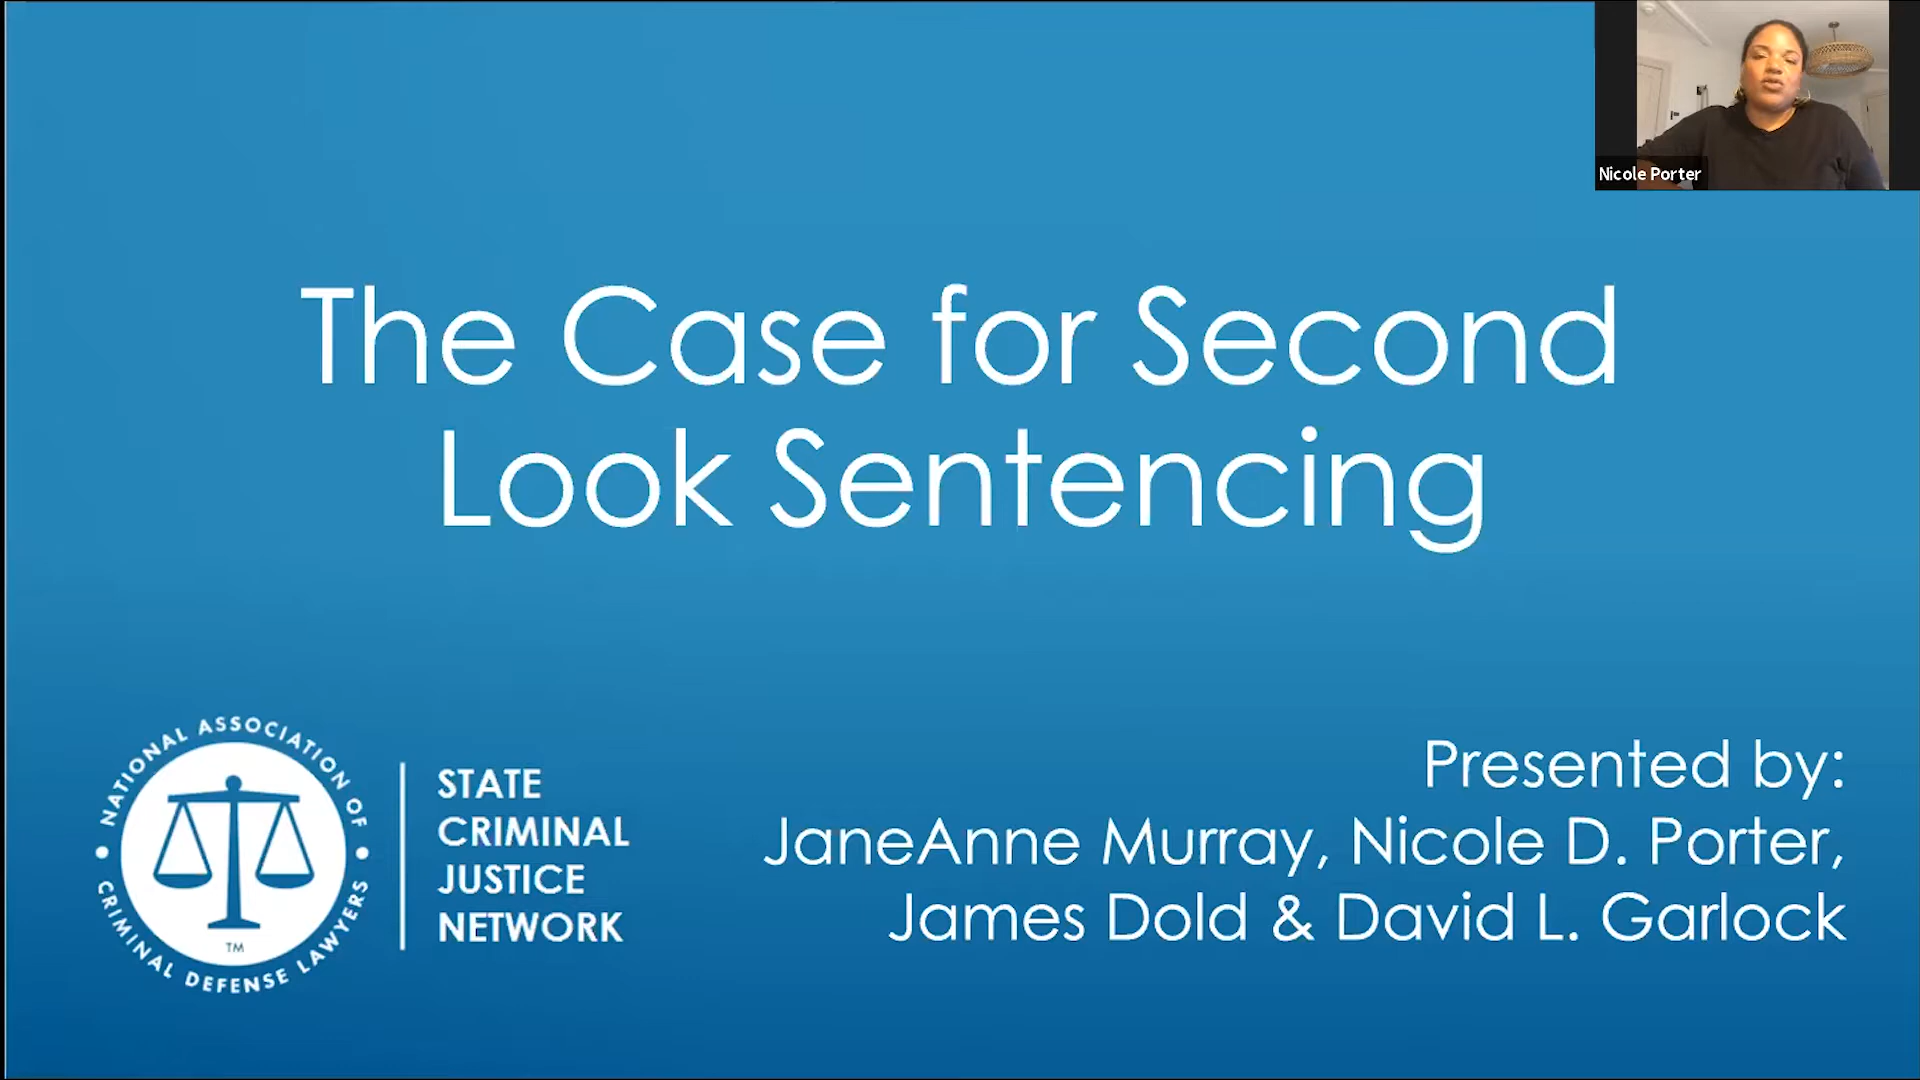 Nicole Porter
The Case for Second
Look Sentencing
NATIONAL ASSOCIATION OF
CRIMINAL DEFENSE LAWYERS
TM
STATE
CRIMINAL
JUSTICE
NETWORK
Presented by:
JaneAnne Murray, Nicole D. Porter,
James Dold & David L. Garlock